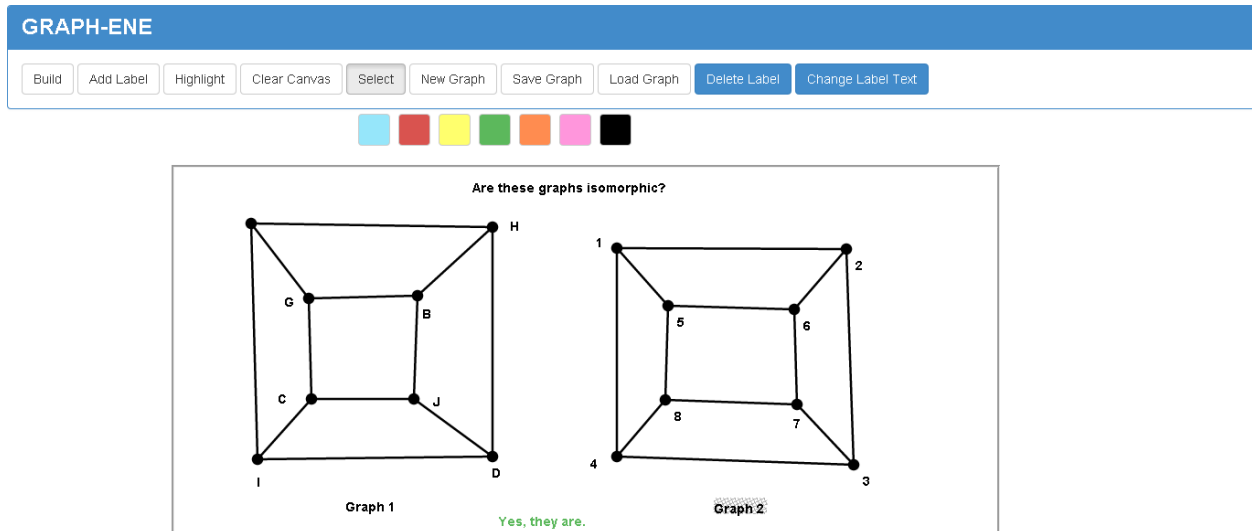 GRAPH-ENE
Build Add Label Highlight Clear Canvas Select New Graph Save Graph Load Graph Delete Label Change Label Text
Are these graphs isomorphic?
H
1
2
G
B
5
6
C
J
8
7
4
I
D
3
Graph 1
Graph 2
Yes, they are.